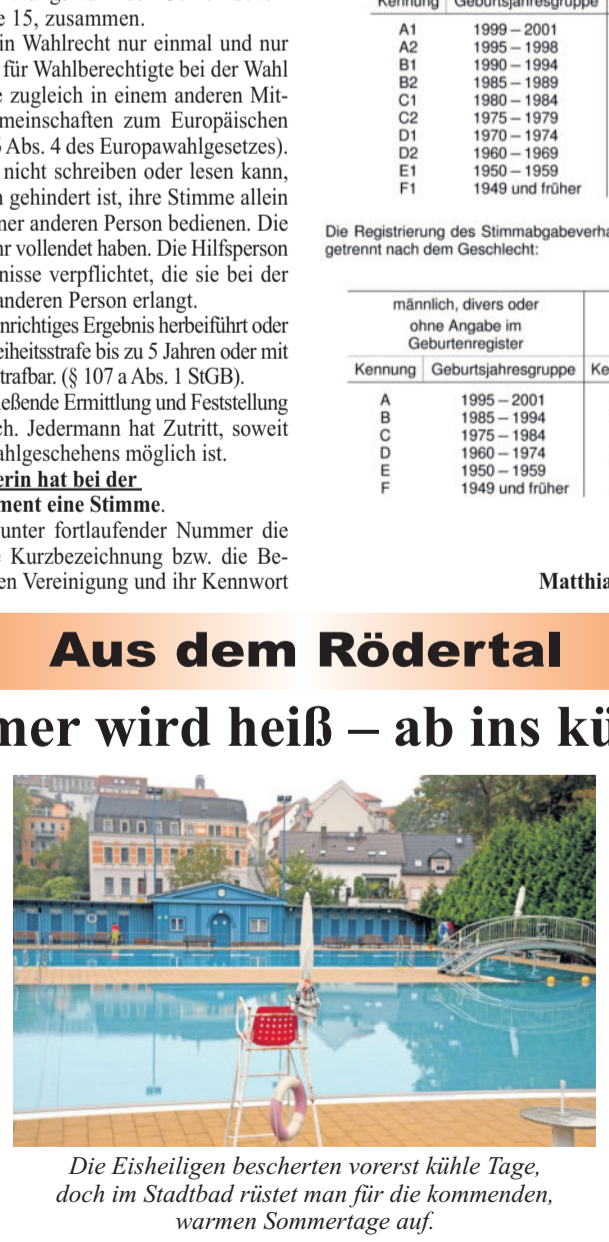 e 15, zusammen.
in Wahlrecht nur einmal und nur
für Wahlberechtigte bei der Wahl
zugleich in einem anderen Mit-
meinschaften zum Europäischen
Abs. 4 des Europawahlgesetzes).
nicht schreiben oder lesen kann,
gehindert ist, ihre Stimme allein
ner anderen Person bedienen. Die
hr vollendet haben. Die Hilfsperson
nisse verpflichtet, die sie bei der
anderen Person erlangt.
nrichtiges Ergebnis herbeiführt oder
eiheitsstrafe bis zu 5 Jahren oder mit
trafbar. (§ 107 a Abs. 1 StGB).
ießende Ermittlung und Feststellung
ch. Jedermann hat Zutritt, soweit
ahlgeschehens möglich ist.
erin hat bei der
ment eine Stimme.
unter fortlaufender Nummer die
e Kurzbezeichnung bzw. die Be-
en Vereinigung und ihr Kennwort
Kennung Geburtsjahresgruppe
A1 1999 – 2001
A2 1995 – 1998
B1 1990 – 1994
B2 1985 – 1989
C1 1980 – 1984
C2 1975 – 1979
D1 1970 – 1974
D2 1960 – 1969
E1 1950 – 1959
F1 1949 und früher
Die Registrierung des Stimmabgabeverha
getrennt nach dem Geschlecht:
männlich, divers oder
ohne Angabe im
Geburtenregister
Kennung Geburtsjahresgruppe Ke
A 1995 – 2001
B 1985 – 1994
C 1975 – 1984
D 1960 – 1974
E 1950 – 1959
F 1949 und früher
Matthia
Aus dem Rödertal
mer wird heiß – ab ins kü
Die Eisheiligen bescherten vorerst kühle Tage,
doch im Stadtbad rüstet man für die kommenden,
warmen Sommertage auf.